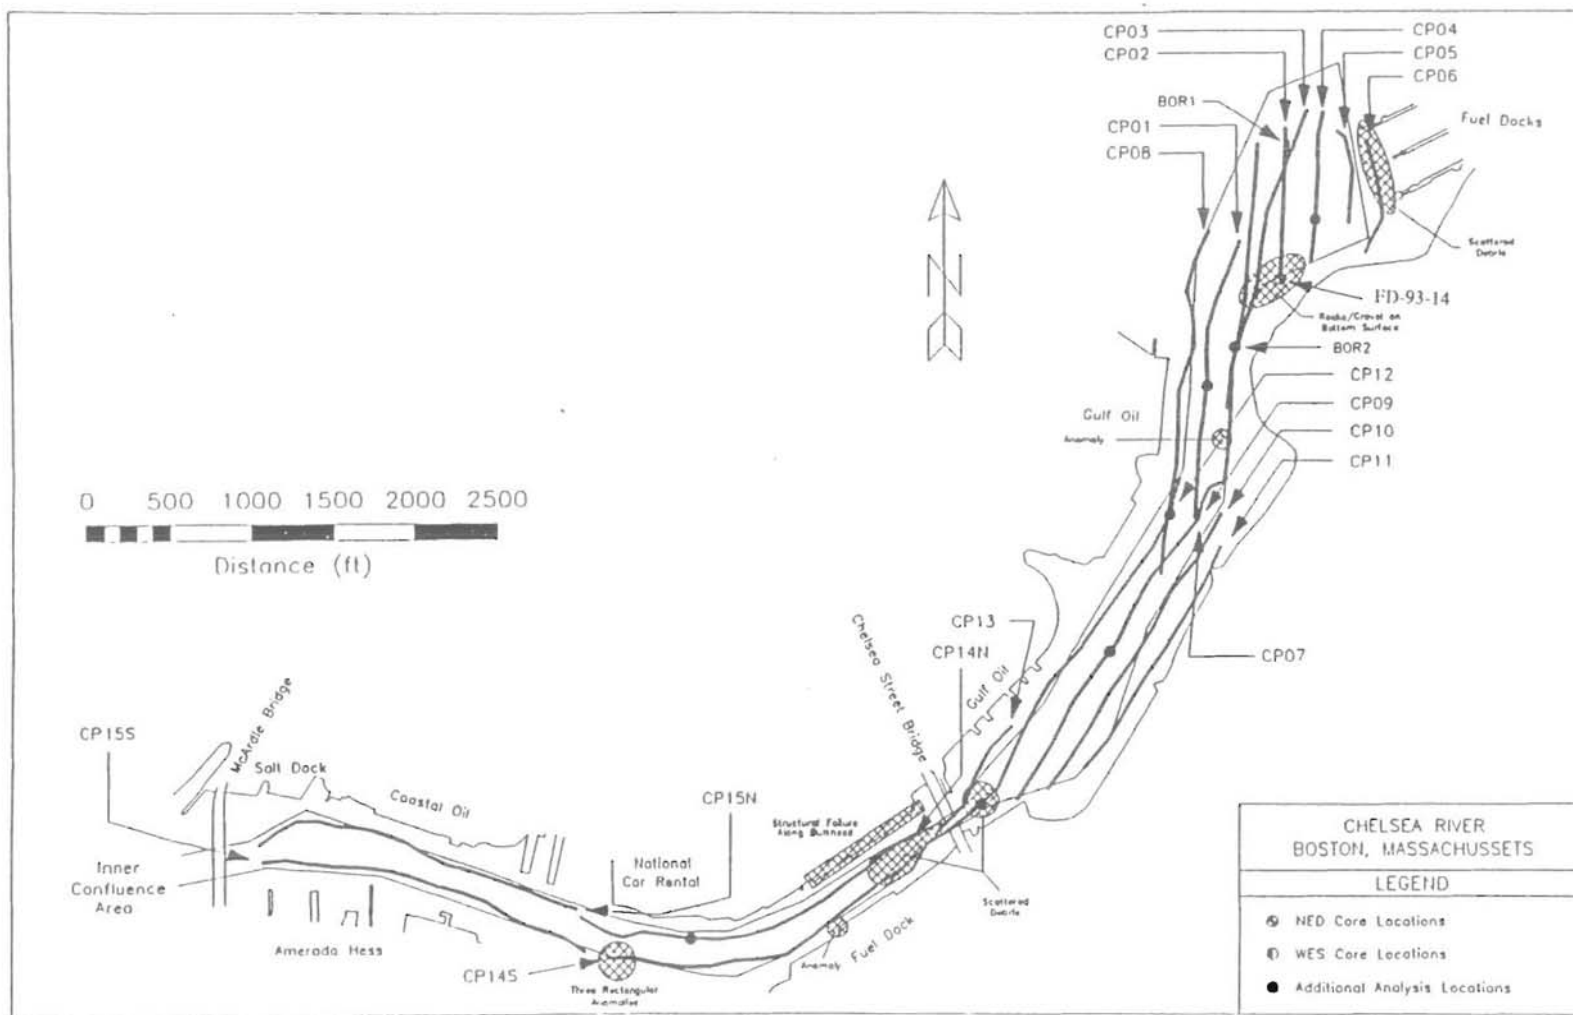 CP03
CP04
CP02
CP05
CP06
BOR1
CP01
CP08
Fuel Docks
Scattered
Debris
FD-93-14
Rocks/Gravel on
Bottom Surface
BOR2
CP12
CP09
CP10
CP11
Gulf Oil
Anomaly
N
0 500 1000 1500 2000 2500
Distance (ft)
CP13
CP14N
CP07
Chelsea Street
Bridge
Gulf Oil
CP15S
McArdle Bridge
Salt Dock
Coastal Oil
CP15N
Structural Failure
Along Bulkhead
National
Car Rental
Inner
Confluence
Area
Amerada Hess
CP14S
Three Rectangular
Anomalies
Anomaly
Fuel Dock
Scattered
Debris
CHELSEA RIVER
BOSTON, MASSACHUSSETS
LEGEND
NED Core Locations
WES Core Locations
Additional Analysis Locations